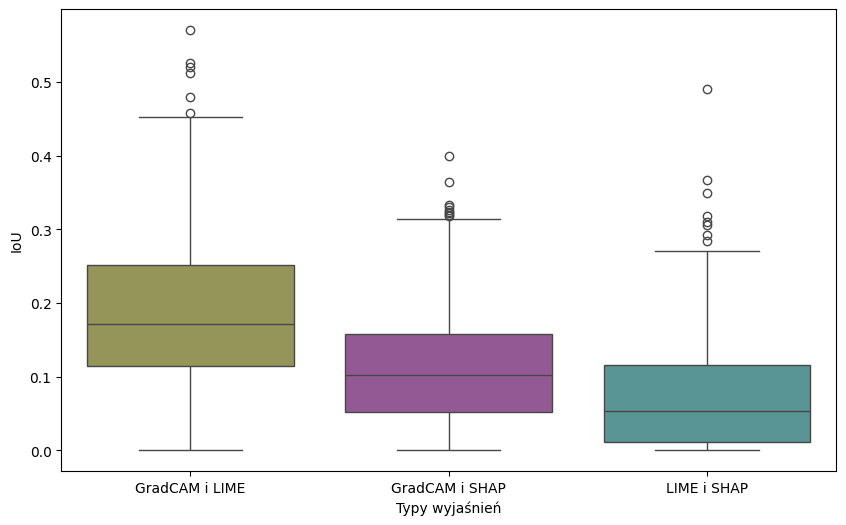 0.5
0.4
0.3
0.2
0.1
0.0
IoU
GradCAM i LIME
GradCAM i SHAP
LIME i SHAP
Typy wyjaśnień